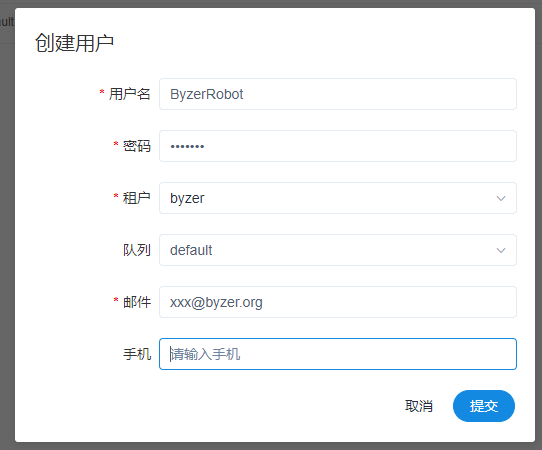 ault
创建用户
* 用户名 ByzerRobot
* 密码 •••••••
* 租户 byzer
队列 default
* 邮件 xxx@byzer.org
手机 请输入手机
取消 提交